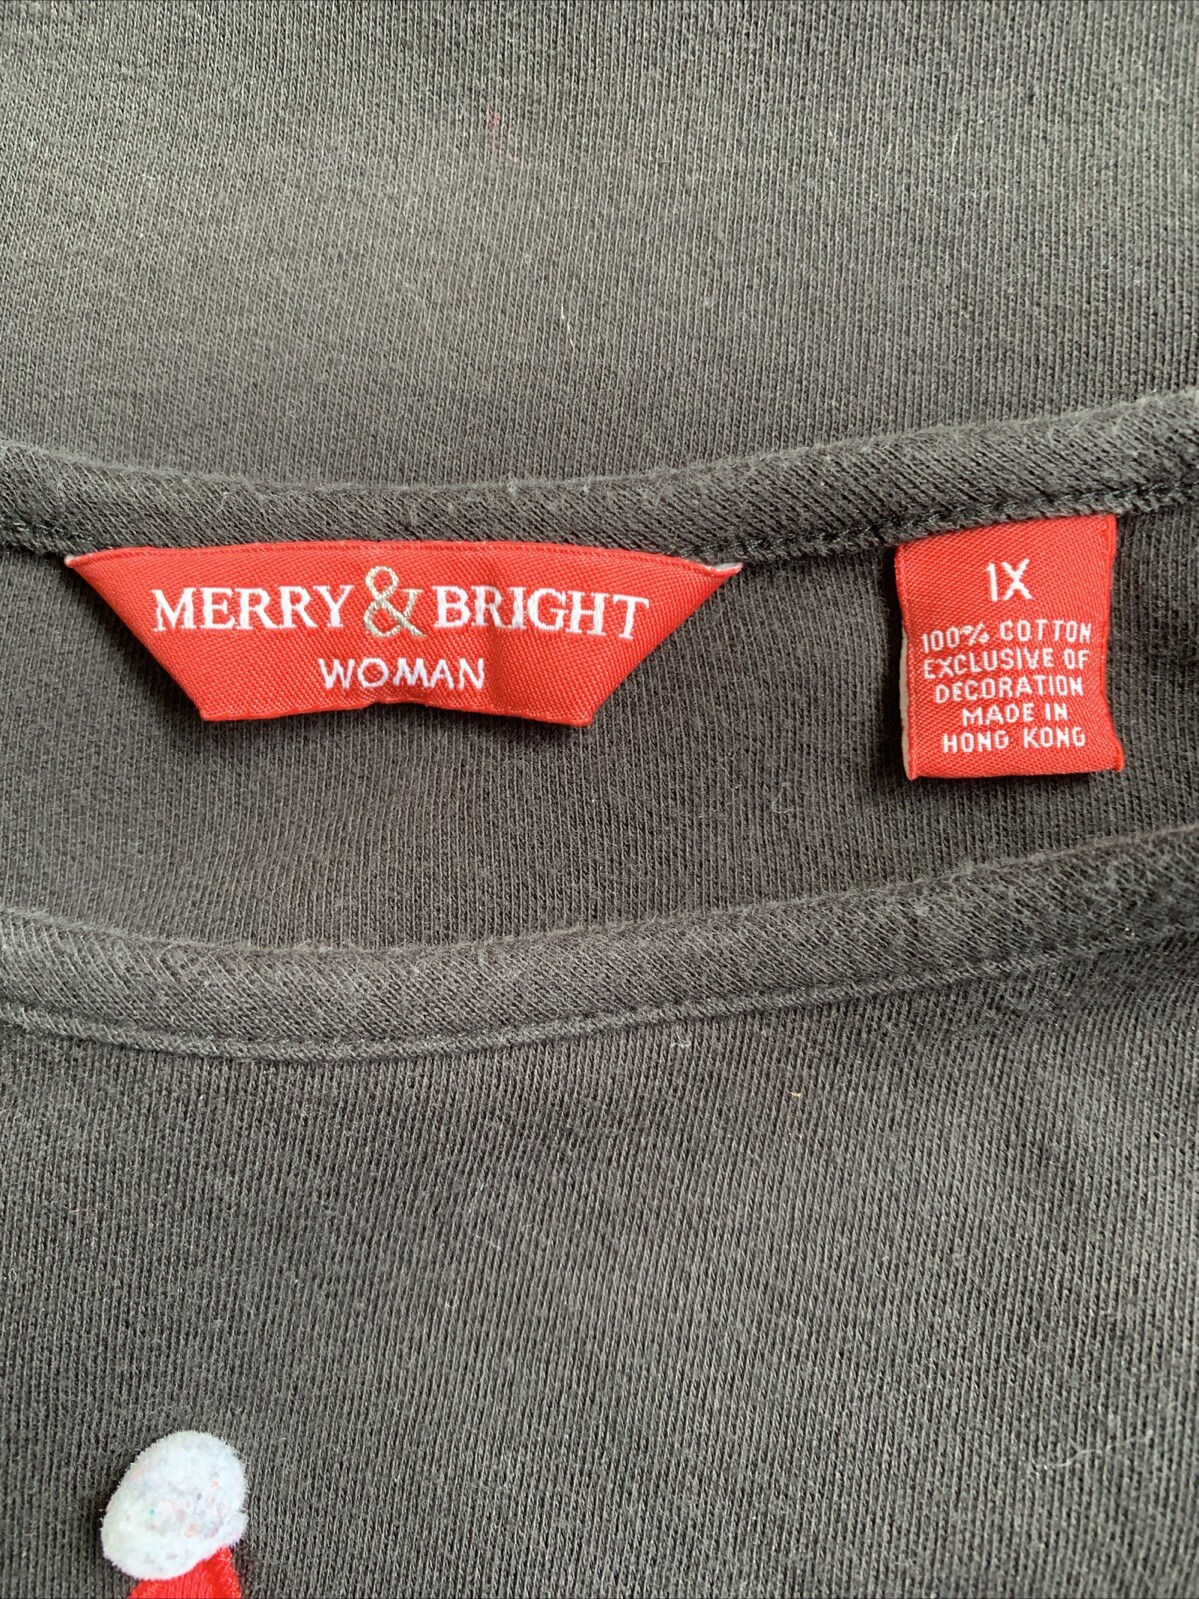 MERRY & BRIGHT
WOMAN
1X
100% COTTON
EXCLUSIVE OF
DECORATION
MADE IN
HONG KONG